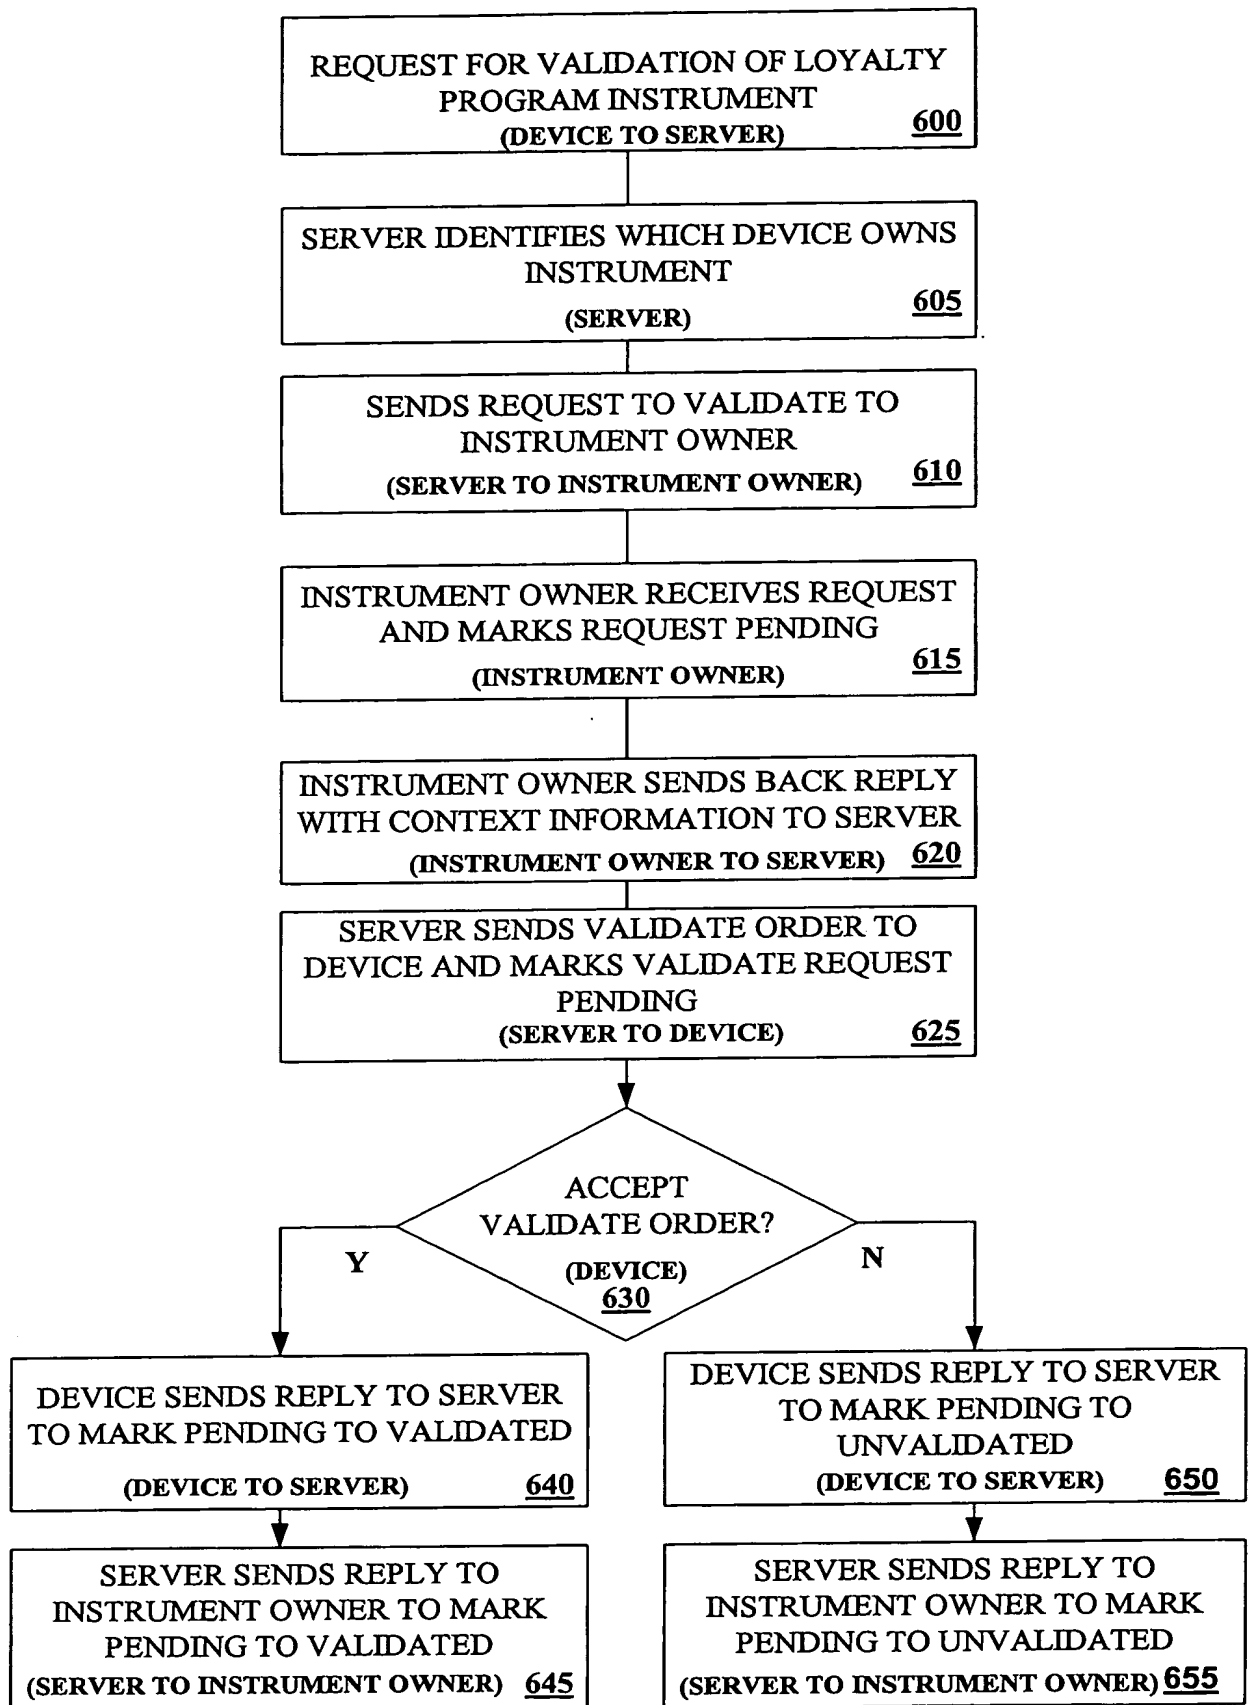 REQUEST FOR VALIDATION OF LOYALTY
PROGRAM INSTRUMENT
(DEVICE TO SERVER)
600
SERVER IDENTIFIES WHICH DEVICE OWNS
INSTRUMENT
(SERVER)
605
SENDS REQUEST TO VALIDATE TO
INSTRUMENT OWNER
(SERVER TO INSTRUMENT OWNER)
610
INSTRUMENT OWNER RECEIVES REQUEST
AND MARKS REQUEST PENDING
(INSTRUMENT OWNER)
615
INSTRUMENT OWNER SENDS BACK REPLY
WITH CONTEXT INFORMATION TO SERVER
(INSTRUMENT OWNER TO SERVER) 620
SERVER SENDS VALIDATE ORDER TO
DEVICE AND MARKS VALIDATE REQUEST
PENDING
(SERVER TO DEVICE) 625
ACCEPT
VALIDATE ORDER?
(DEVICE)
630
Y
N
DEVICE SENDS REPLY TO SERVER
TO MARK PENDING TO VALIDATED
(DEVICE TO SERVER) 640
DEVICE SENDS REPLY TO SERVER
TO MARK PENDING TO
UNVALIDATED
(DEVICE TO SERVER) 650
SERVER SENDS REPLY TO
INSTRUMENT OWNER TO MARK
PENDING TO VALIDATED
(SERVER TO INSTRUMENT OWNER) 645
SERVER SENDS REPLY TO
INSTRUMENT OWNER TO MARK
PENDING TO UNVALIDATED
(SERVER TO INSTRUMENT OWNER) 655